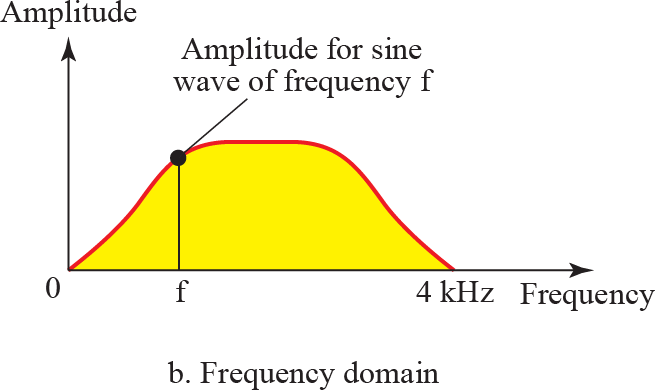 Amplitude
Amplitude for sine
wave of frequency f
0
f
4 kHz
Frequency
b. Frequency domain